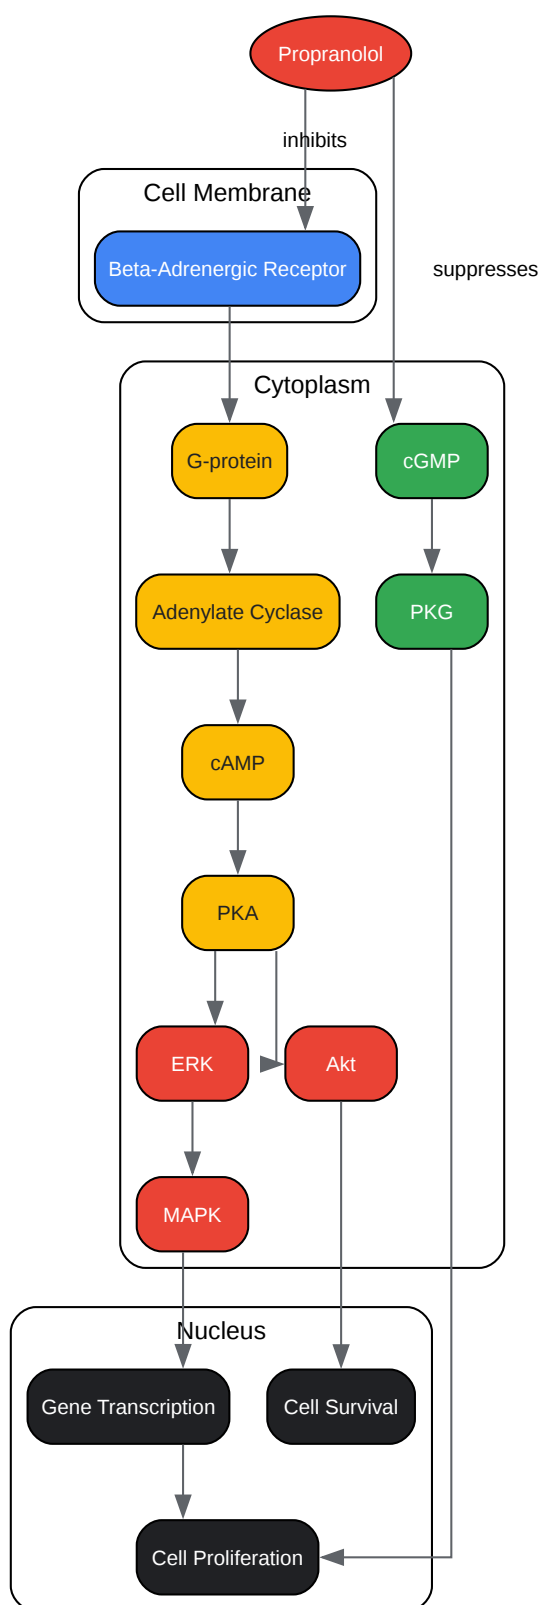 Propranolol
inhibits
Cell Membrane
Beta-Adrenergic Receptor
suppresses
Cytoplasm
G-protein
cGMP
Adenylate Cyclase
PKG
cAMP
PKA
ERK
Akt
MAPK
Nucleus
Gene Transcription
Cell Survival
Cell Proliferation